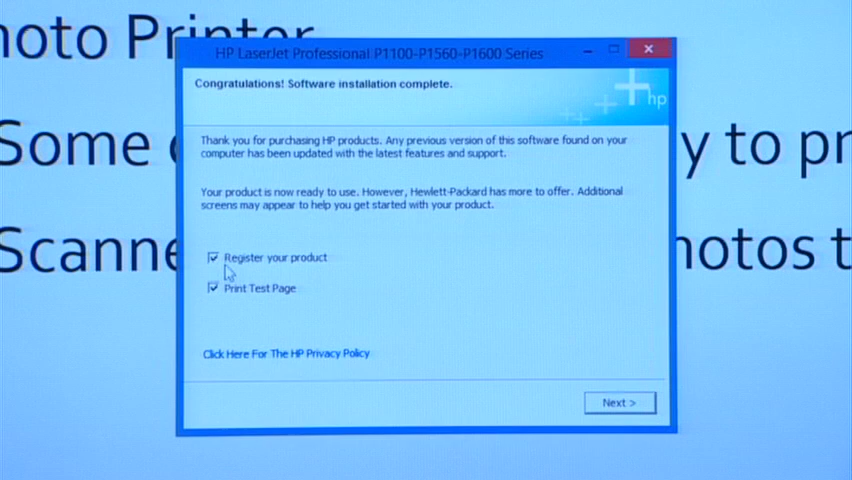 hoto Printer
HP LaserJet Professional P1100-P1560-P1600 Series
Congratulations! Software installation complete.
hp
Thank you for purchasing HP products. Any previous version of this software found on your
computer has been updated with the latest features and support.
Some
y to pr
Your product is now ready to use. However, Hewlett-Packard has more to offer. Additional
screens may appear to help you get started with your product.
Scanne
hotos t
Register your product
Print Test Page
Click Here For The HP Privacy Policy
Next >